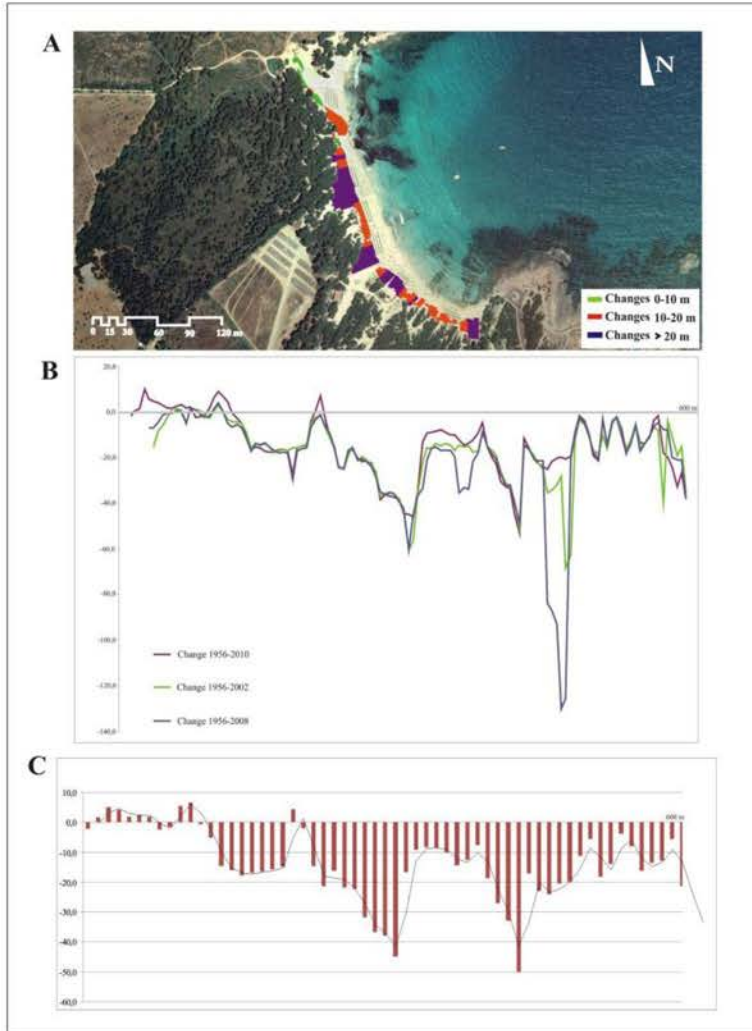 A
N
Changes 0-10 m
Changes 10-20 m
Changes > 20 m
0 15 30 60 90 120 m
B
20,0
600 m
0,0
-20,0
-40,0
-60,0
-80,0
-100,0
-120,0
-140,0
Change 1956-2010
Change 1956-2002
Change 1956-2008
C
10,0
600 m
0,0
-10,0
-20,0
-30,0
-40,0
-50,0
-60,0